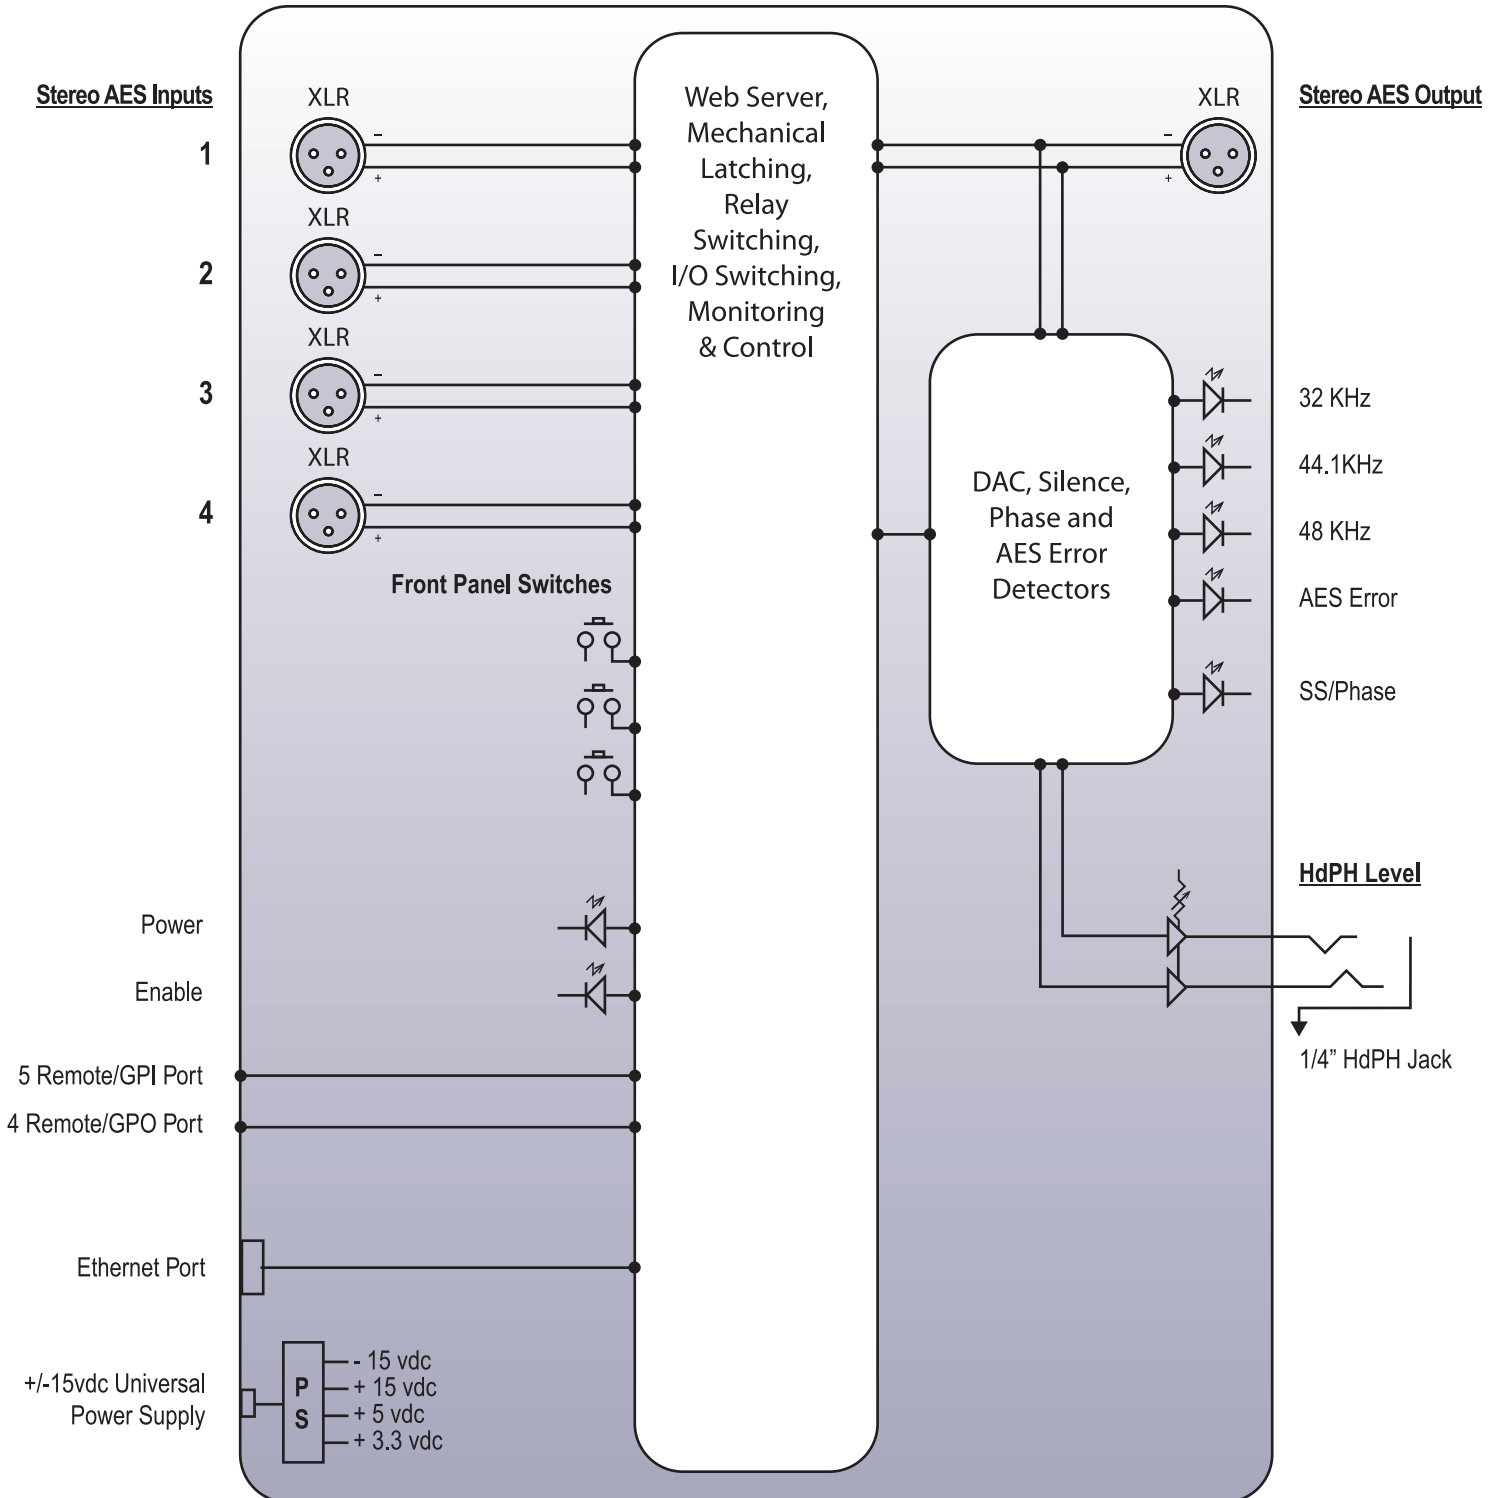 Stereo AES Inputs
1
XLR
–
+
2
XLR
–
+
3
XLR
–
+
4
XLR
–
+
Front Panel Switches
Power
Enable
5 Remote/GPI Port
4 Remote/GPO Port
Ethernet Port
+/-15vdc Universal
Power Supply
P
S
- 15 vdc
+ 15 vdc
+ 5 vdc
+ 3.3 vdc
Web Server,
Mechanical
Latching,
Relay
Switching,
I/O Switching,
Monitoring
& Control
XLR
–
+
Stereo AES Output
DAC, Silence,
Phase and
AES Error
Detectors
32 KHz
44.1KHz
48 KHz
AES Error
SS/Phase
HdPH Level
1/4” HdPH Jack